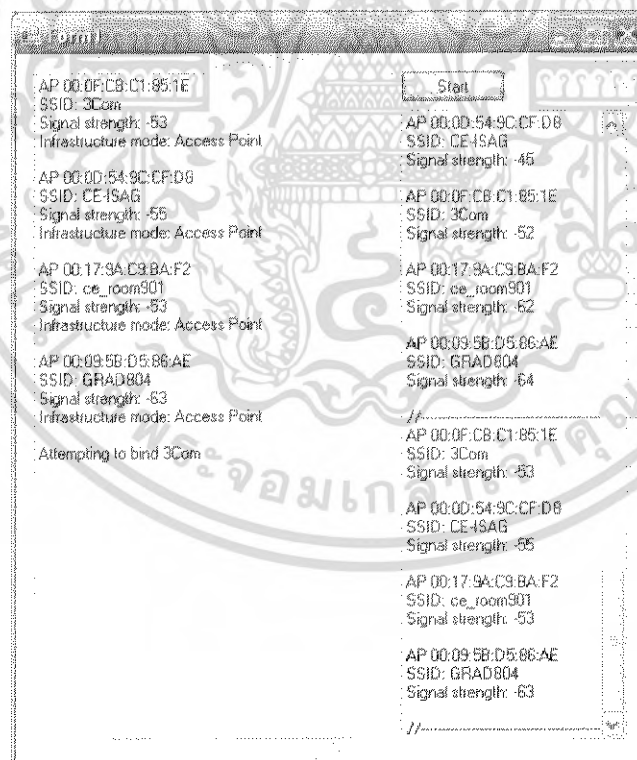 Form1
AP 00:0F:CB:C1:85:1E
SSID: 3Com
Signal strength: -53
Infrastucture mode: Access Point
AP 00:0D:54:9C:CF:D8
SSID: CE-ISAG
Signal strength: -55
Infrastucture mode: Access Point
AP 00:17:9A:C9:BA:F2
SSID: ce_room901
Signal strength: -53
Infrastucture mode: Access Point
AP 00:09:5B:D5:86:AE
SSID: GRAD804
Signal strength: -63
Infrastucture mode: Access Point
Attempting to bind 3Com
Start
AP 00:0D:54:9C:CF:D8
SSID: CE-ISAG
Signal strength: -45
AP 00:0F:CB:C1:85:1E
SSID: 3Com
Signal strength: -52
AP 00:17:9A:C9:BA:F2
SSID: ce_room901
Signal strength: -62
AP 00:09:5B:D5:86:AE
SSID: GRAD804
Signal strength: -64
//------------------------------
AP 00:0F:CB:C1:85:1E
SSID: 3Com
Signal strength: -53
AP 00:0D:54:9C:CF:D8
SSID: CE-ISAG
Signal strength: -55
AP 00:17:9A:C9:BA:F2
SSID: ce_room901
Signal strength: -53
AP 00:09:5B:D5:86:AE
SSID: GRAD804
Signal strength: -63
//------------------------------